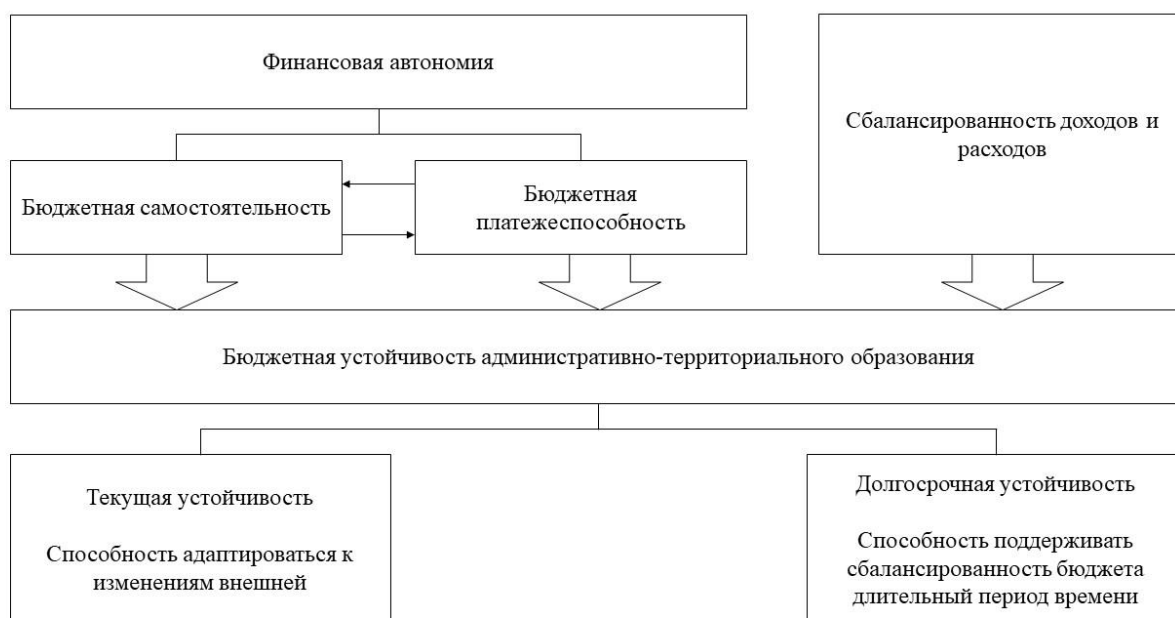 Финансовая автономия
Сбалансированность доходов и
расходов
Бюджетная самостоятельность
Бюджетная
платежеспособность
Бюджетная устойчивость административно-территориального образования
Текущая устойчивость
Способность адаптироваться к
изменениям внешней
Долгосрочная устойчивость
Способность поддерживать
сбалансированность бюджета
длительный период времени